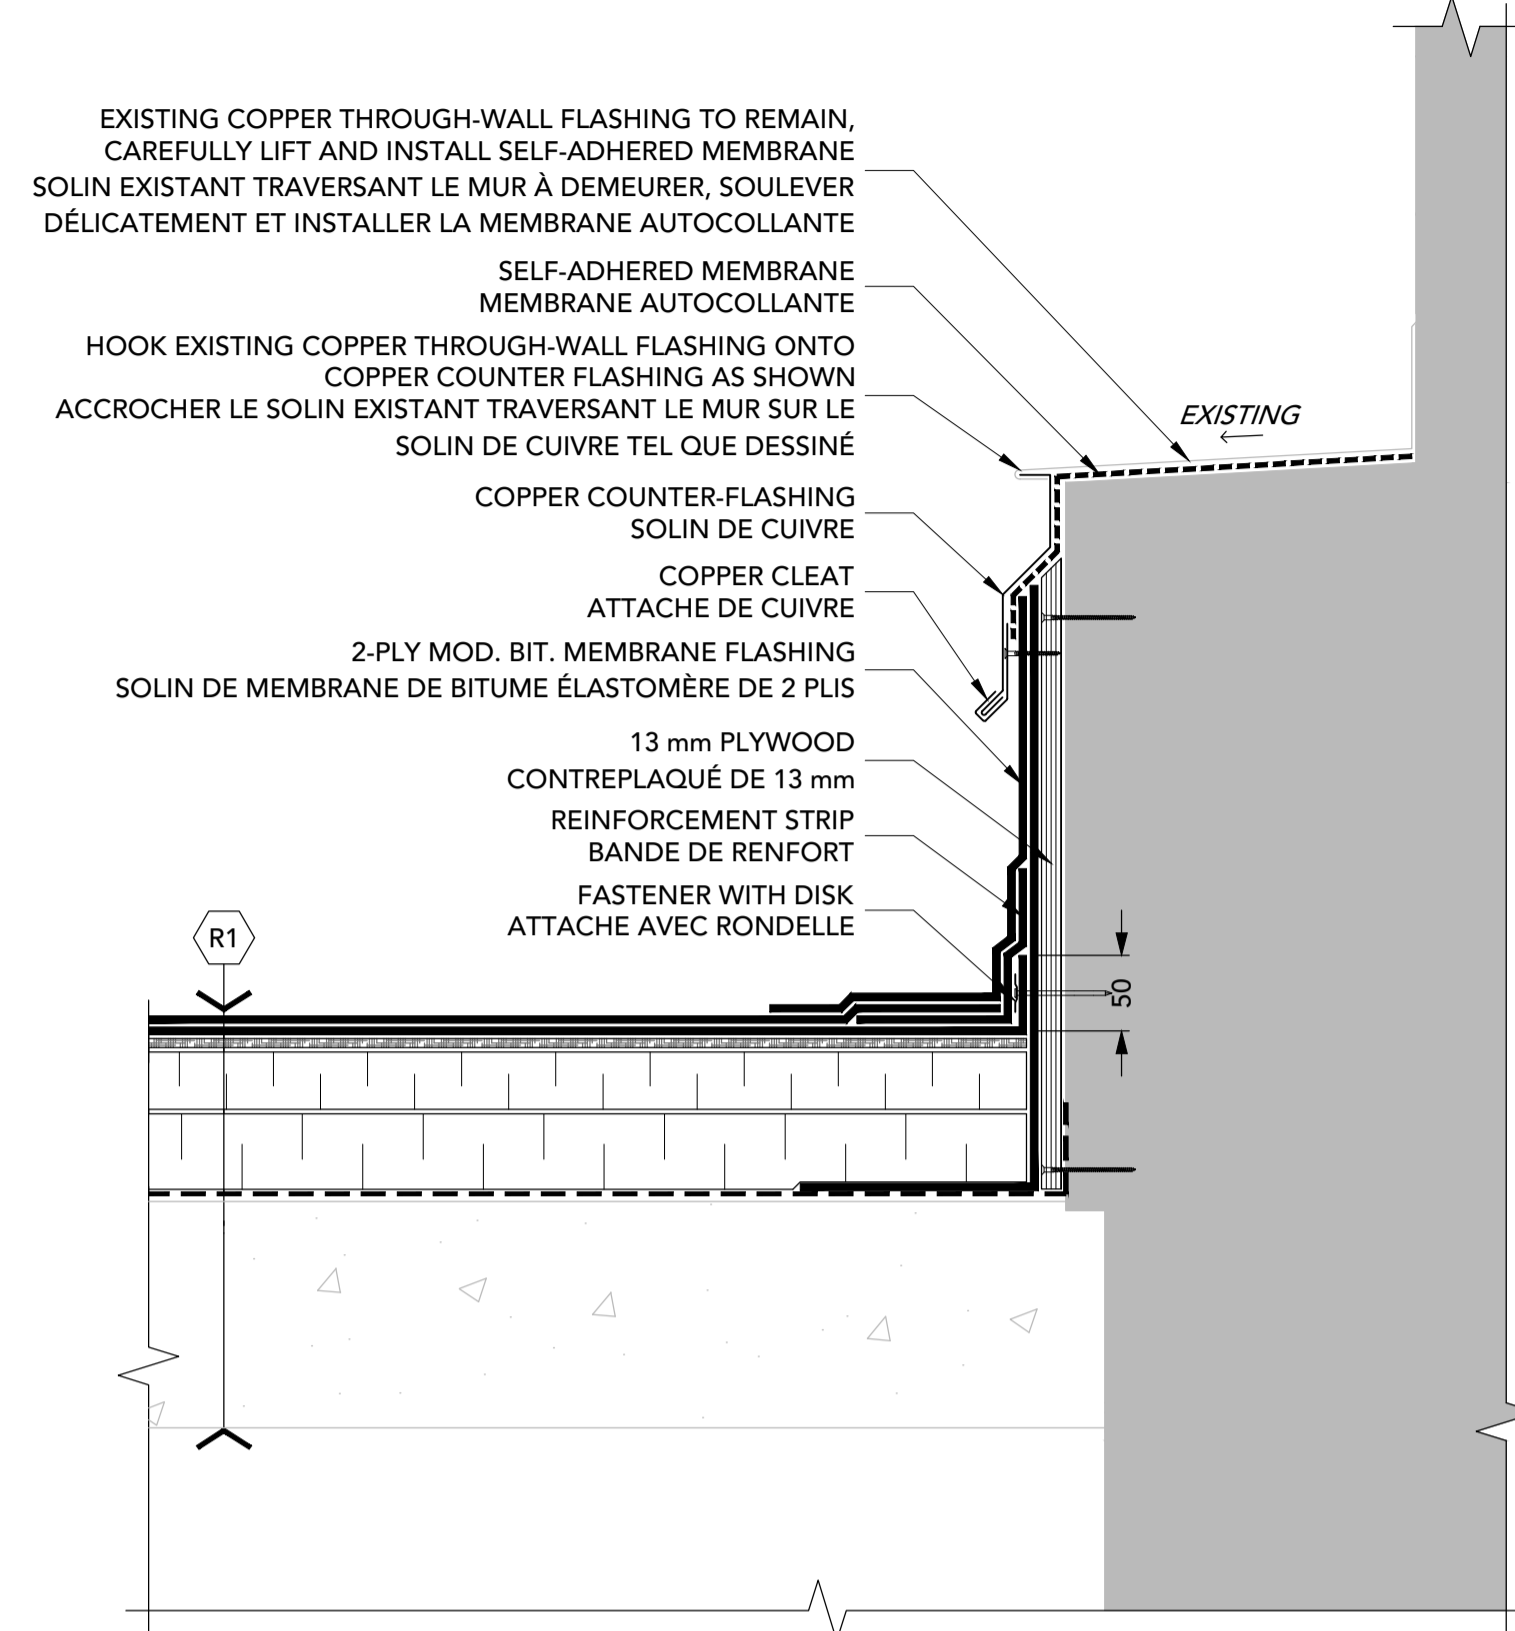 EXISTING COPPER THROUGH-WALL FLASHING TO REMAIN,
CAREFULLY LIFT AND INSTALL SELF-ADHERED MEMBRANE
SOLIN EXISTANT TRAVERSANT LE MUR À DEMEURER, SOULEVER
DÉLICATEMENT ET INSTALLER LA MEMBRANE AUTOCOLLANTE
SELF-ADHERED MEMBRANE
MEMBRANE AUTOCOLLANTE
HOOK EXISTING COPPER THROUGH-WALL FLASHING ONTO
COPPER COUNTER FLASHING AS SHOWN
ACCROCHER LE SOLIN EXISTANT TRAVERSANT LE MUR SUR LE
SOLIN DE CUIVRE TEL QUE DESSINÉ
EXISTING
COPPER COUNTER-FLASHING
SOLIN DE CUIVRE
COPPER CLEAT
ATTACHE DE CUIVRE
2-PLY MOD. BIT. MEMBRANE FLASHING
SOLIN DE MEMBRANE DE BITUME ÉLASTOMÈRE DE 2 PLIS
13 mm PLYWOOD
CONTREPLAQUÉ DE 13 mm
REINFORCEMENT STRIP
BANDE DE RENFORT
FASTENER WITH DISK
ATTACHE AVEC RONDELLE
R1
50